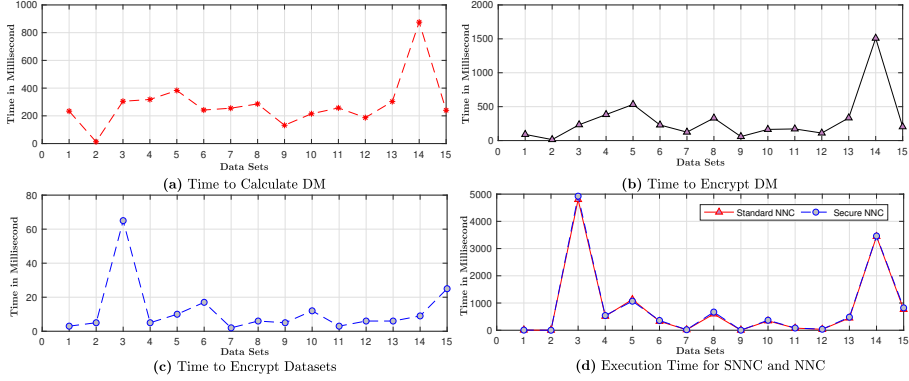 1000
800
600
400
200
0
Time in Millisecond
0 1 2 3 4 5 6 7 8 9 10 11 12 13 14 15
Data Sets
(a) Time to Calculate DM
2000
1500
1000
500
0
Time in Millisecond
0 1 2 3 4 5 6 7 8 9 10 11 12 13 14 15
Data Sets
(b) Time to Encrypt DM
80
60
40
20
0
Time in Millisecond
0 1 2 3 4 5 6 7 8 9 10 11 12 13 14 15
Data Sets
(c) Time to Encrypt Datasets
5000
4000
3000
2000
1000
0
Time in Millisecond
Standard NNC Secure NNC
0 1 2 3 4 5 6 7 8 9 10 11 12 13 14 15
Data Sets
(d) Execution Time for SNNC and NNC